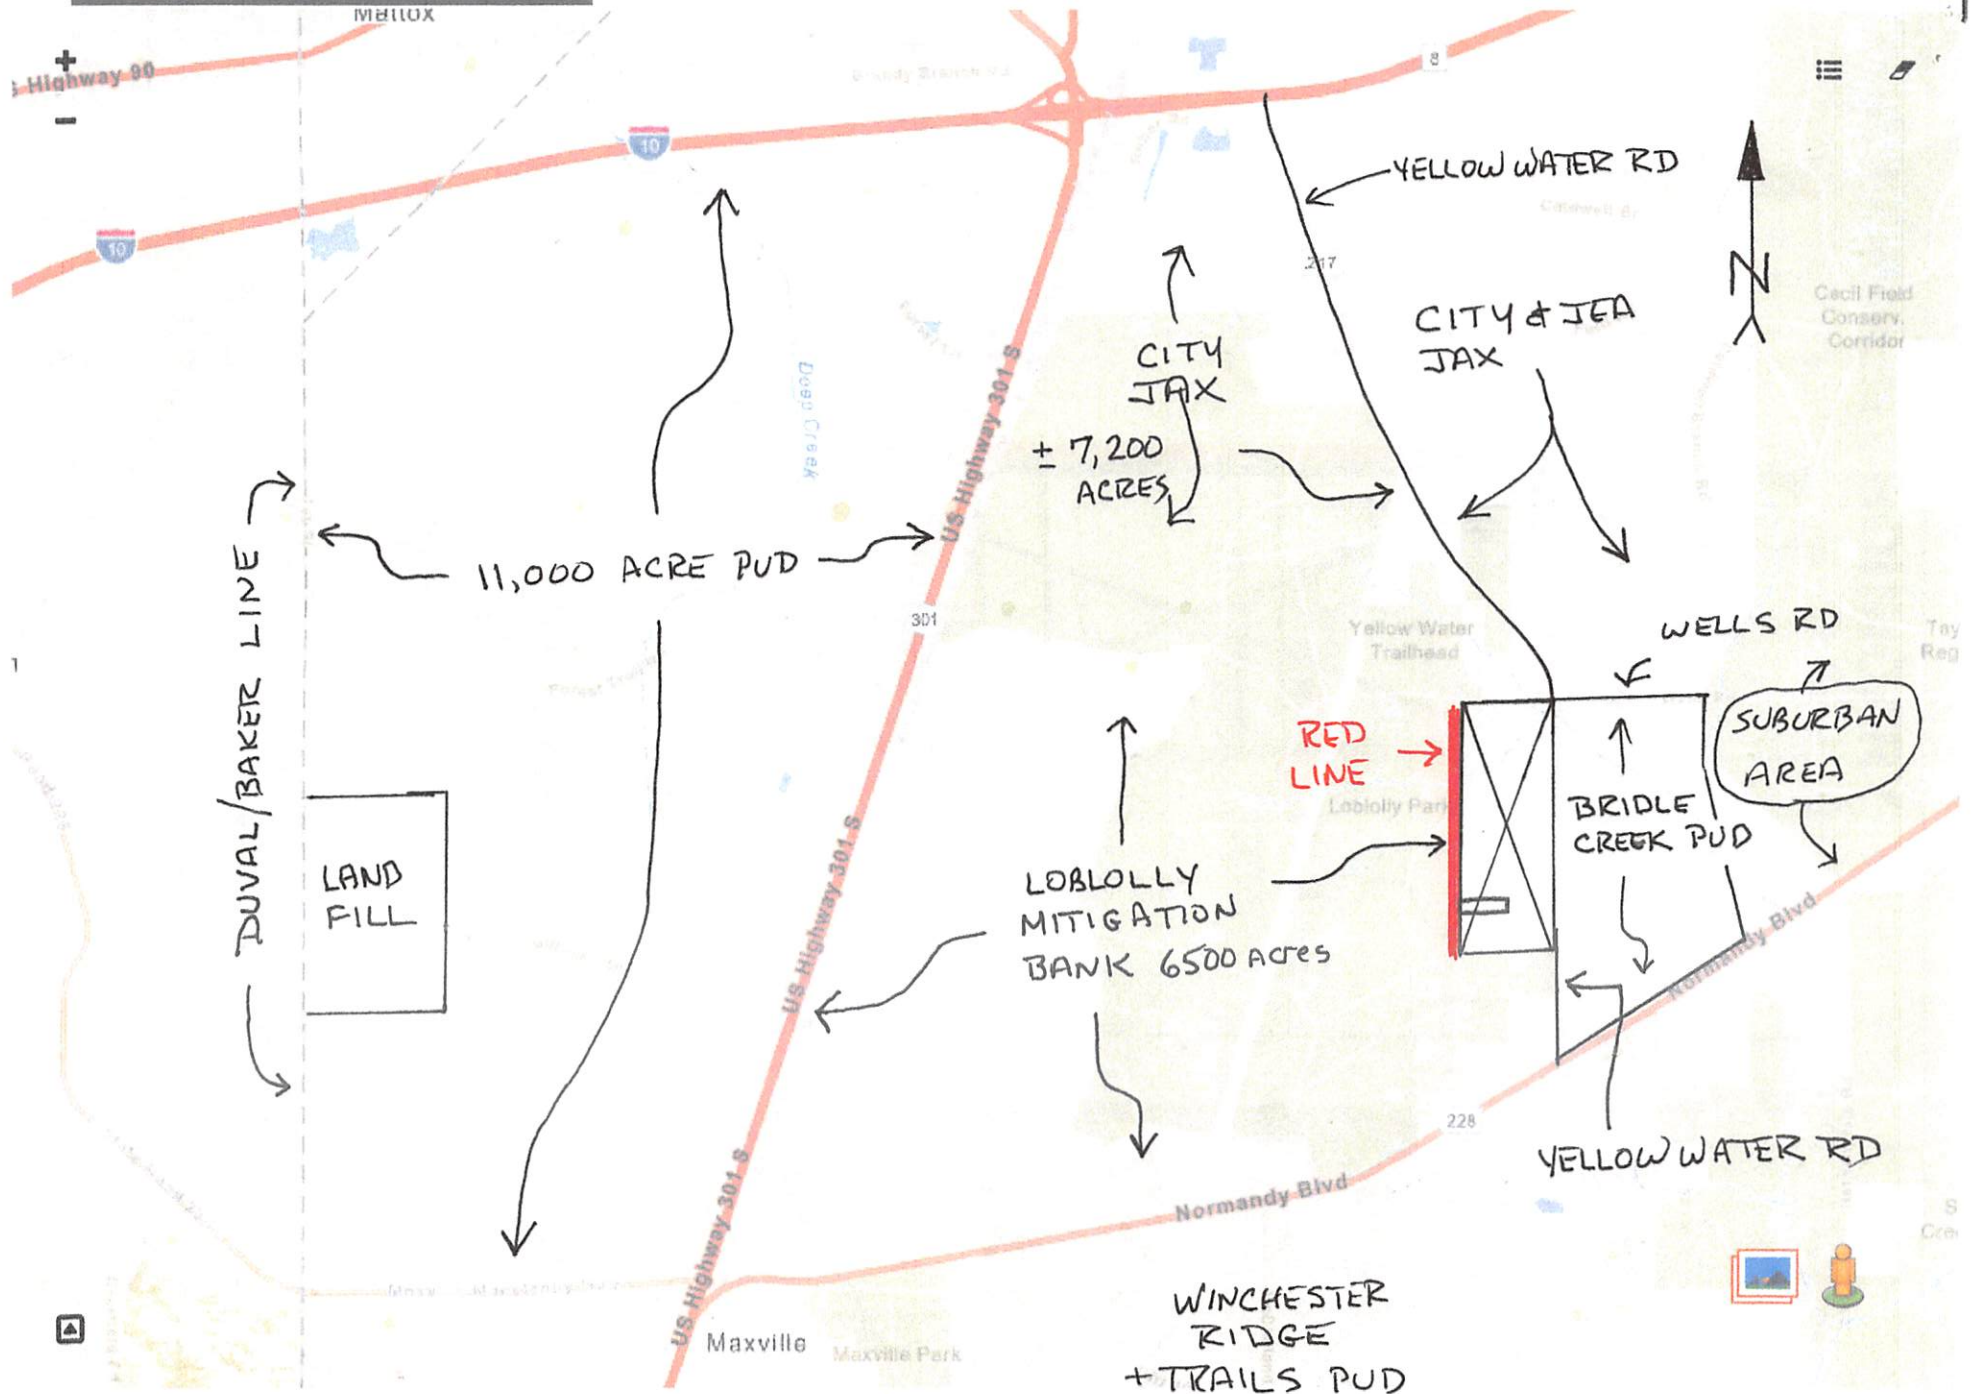 Mattox
s Highway 90
8
10
10
YELLOW WATER RD
217
CITY & JEA
JAX
N
Cecil Field
Conserv.
Corridor
CITY
JAX
± 7,200
ACRES
Deep Creek
US Highway 301 S
11,000 ACRE PUD
DUVAL/BAKER LINE
301
Yellow Water
Trailhead
WELLS RD
Tay
Reg
SUBURBAN
AREA
RED
LINE
Loblolly Park
BRIDLE
CREEK PUD
LAND
FILL
US Highway 301 S
LOBLOLLY
MITIGATION
BANK 6500 Acres
Normandy Blvd
228
YELLOW WATER RD
Normandy Blvd
US Highway 301 S
S
Cree
Maxville
Maxville Park
WINCHESTER
RIDGE
+ TRAILS PUD